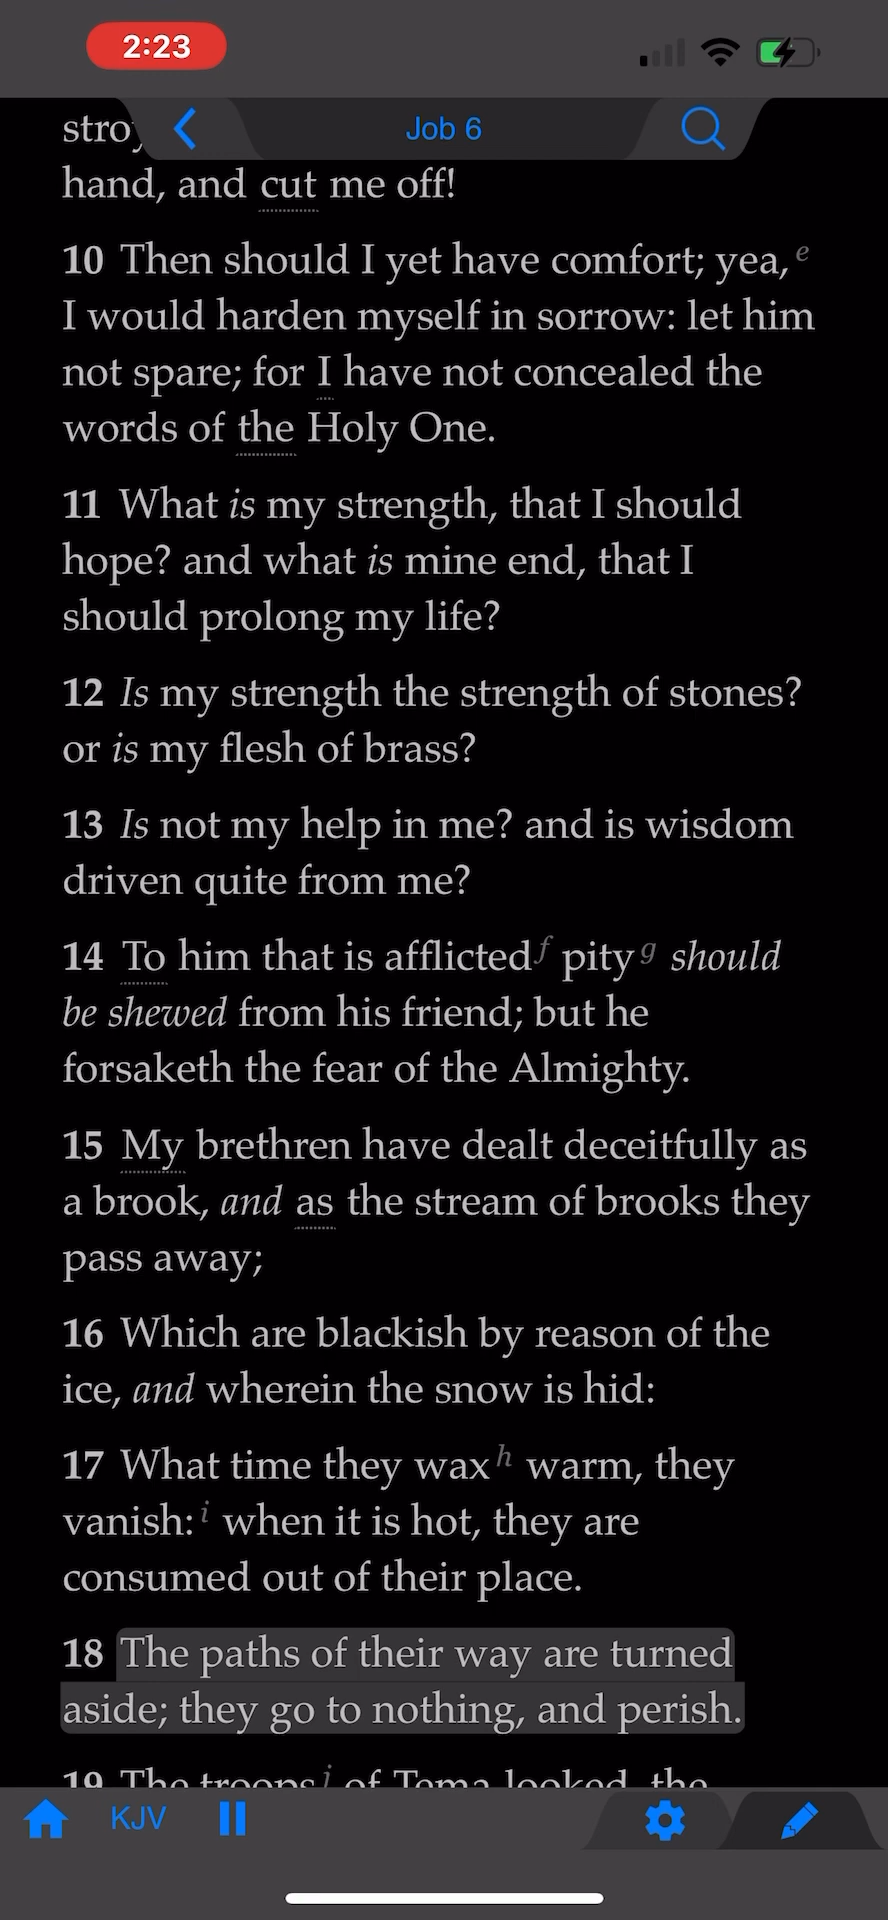 2:23
Job 6
hand, and cut me off!
10 Then should I yet have comfort; yea, e
I would harden myself in sorrow: let him
not spare; for I have not concealed the
words of the Holy One.
11 What is my strength, that I should
hope? and what is mine end, that I
should prolong my life?
12 Is my strength the strength of stones?
or is my flesh of brass?
13 Is not my help in me? and is wisdom
driven quite from me?
14 To him that is afflicted f pity g should
be shewed from his friend; but he
forsaketh the fear of the Almighty.
15 My brethren have dealt deceitfully as
a brook, and as the stream of brooks they
pass away;
16 Which are blackish by reason of the
ice, and wherein the snow is hid:
17 What time they wax h warm, they
vanish: i when it is hot, they are
consumed out of their place.
18 The paths of their way are turned
aside; they go to nothing, and perish.
19 The troops j of Tema looked, the
KJV